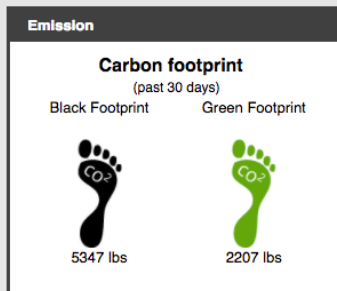 Emission
Carbon footprint
(past 30 days)
Black Footprint Green Footprint
CO2 CO2
5347 lbs 2207 lbs